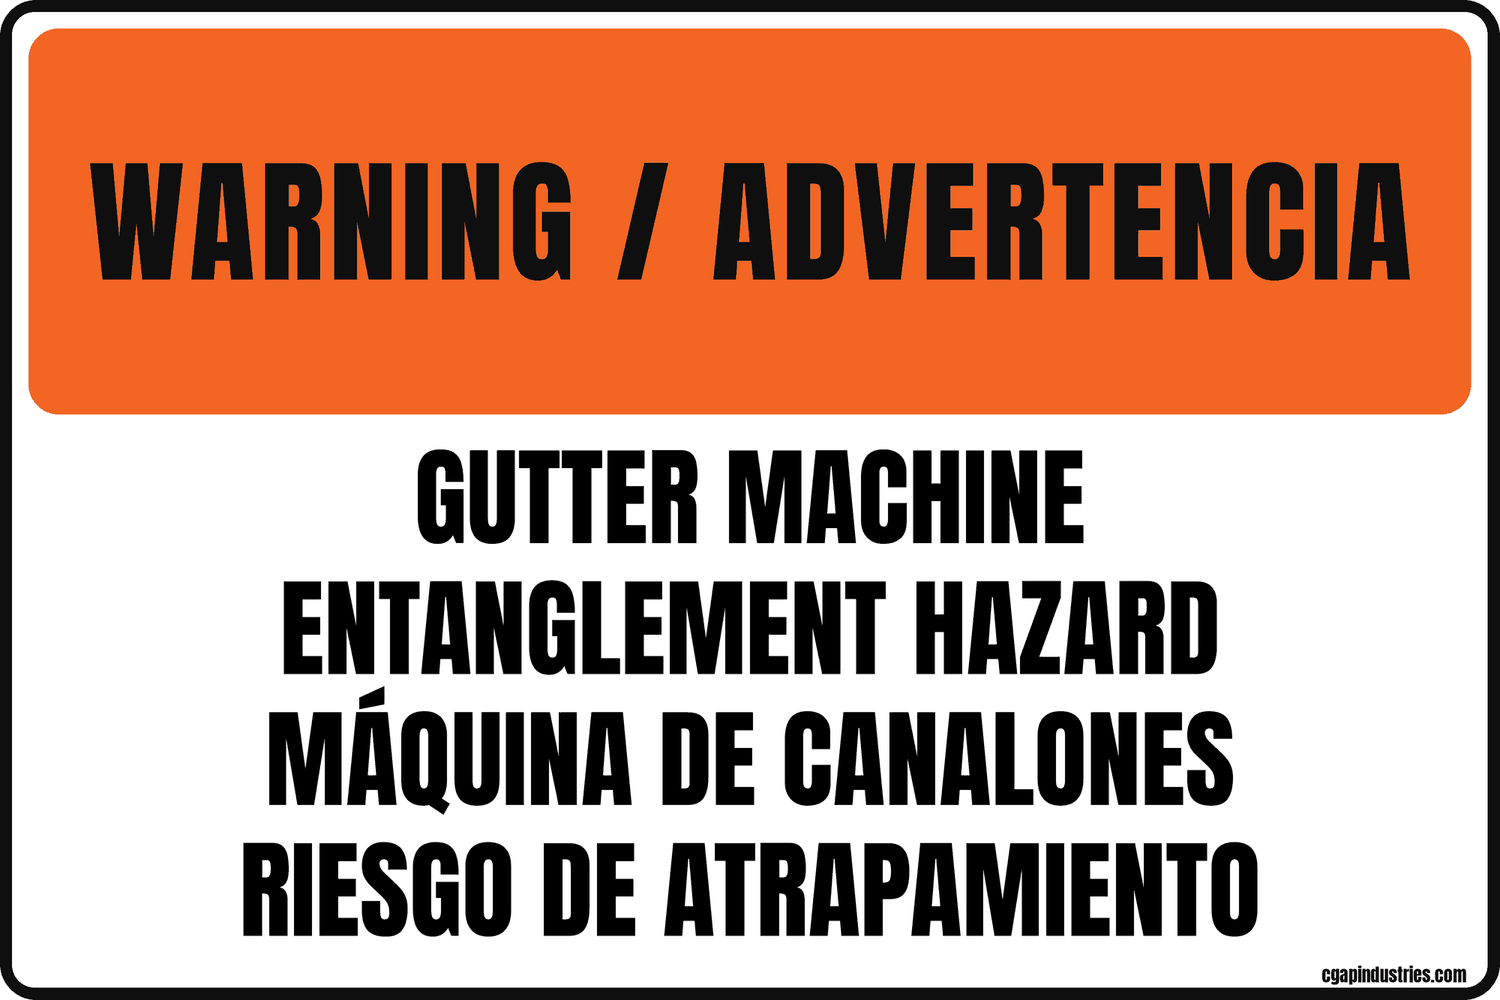 WARNING / ADVERTENCIA
GUTTER MACHINE
ENTANGLEMENT HAZARD
MÁQUINA DE CANALONES
RIESGO DE ATRAPAMIENTO
cgapindustries.com